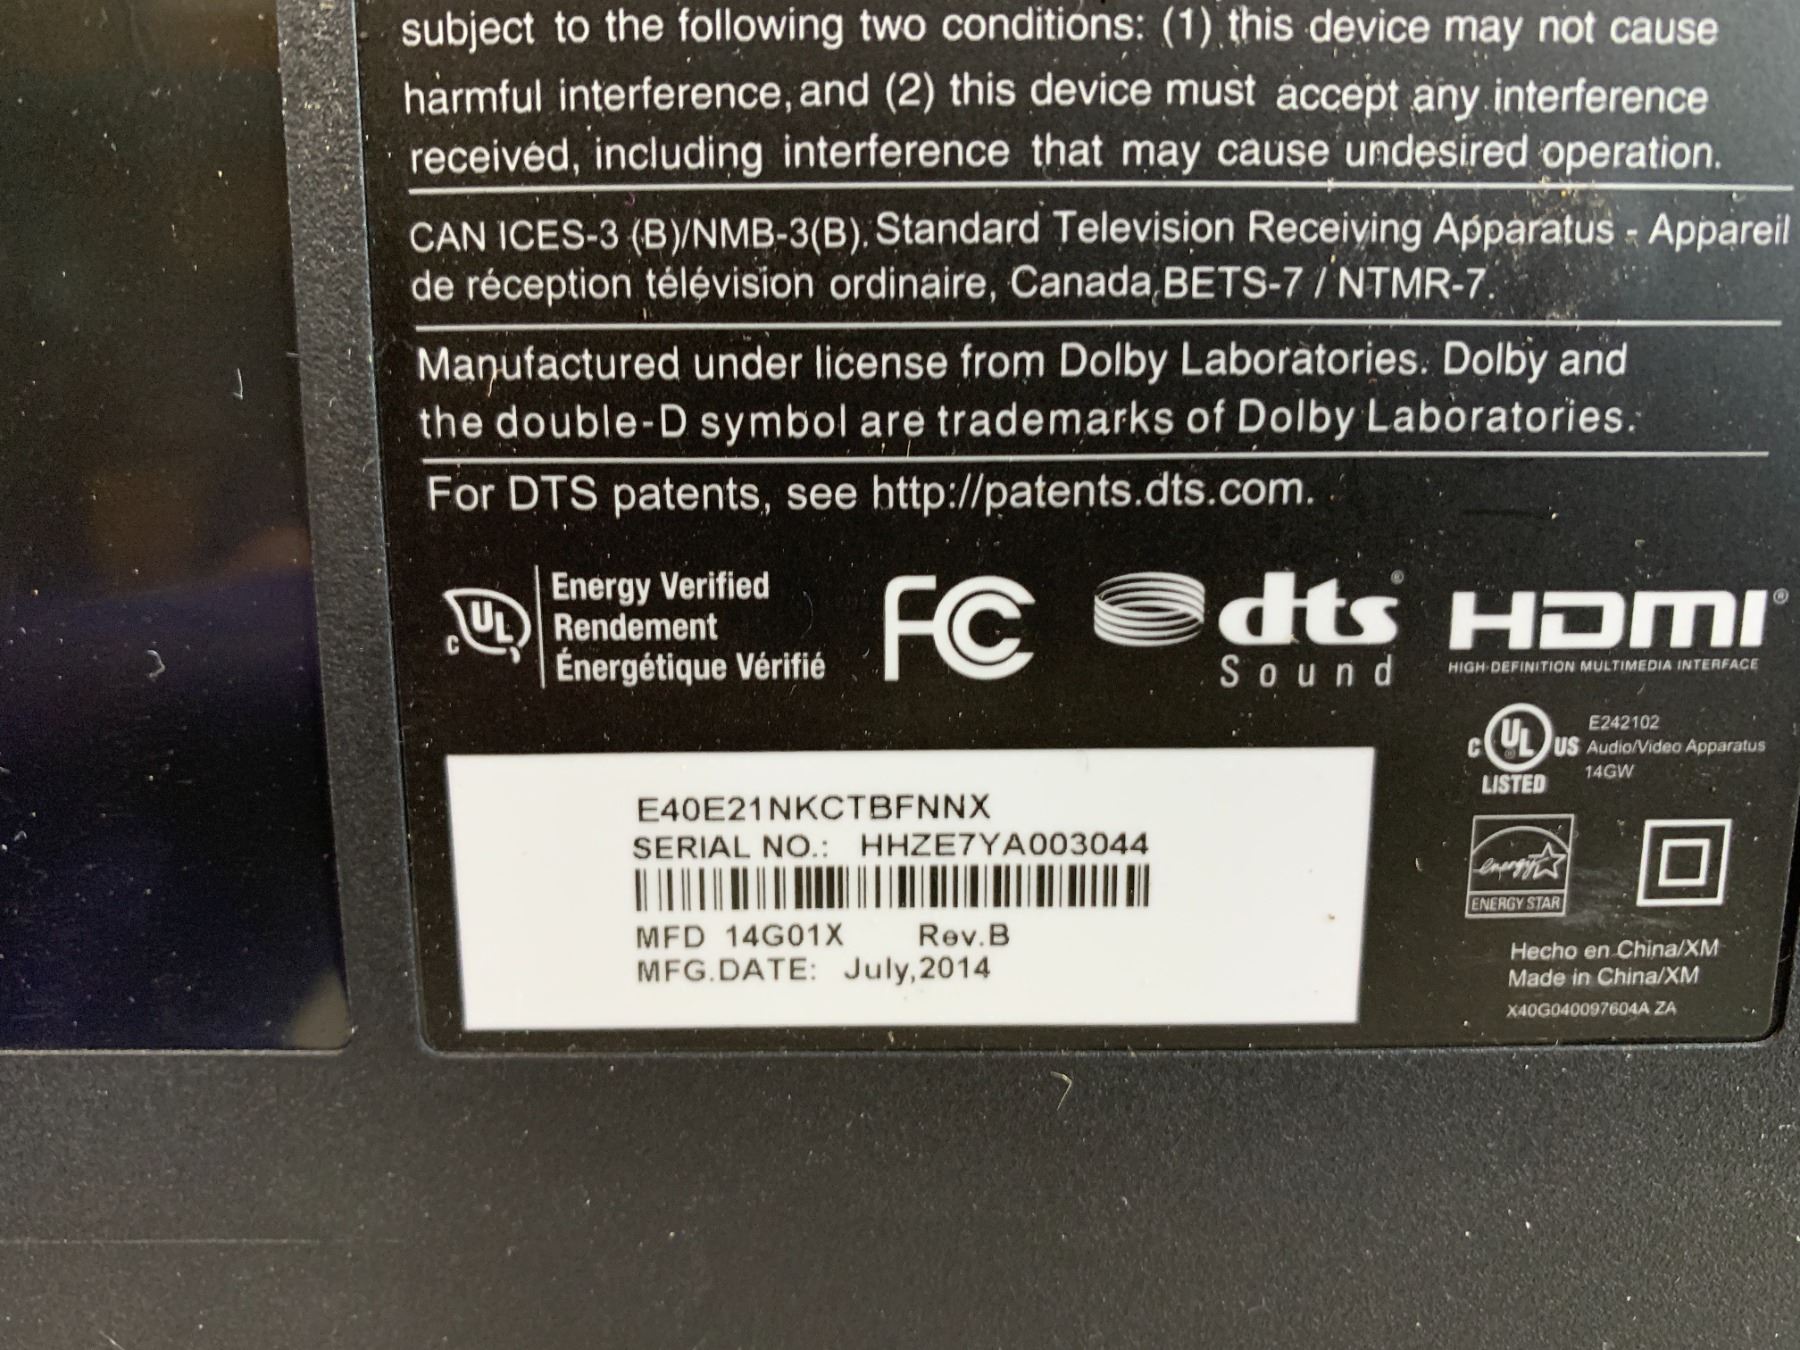 subject to the following two conditions: (1) this device may not cause
harmful interference, and (2) this device must accept any interference
received, including interference that may cause undesired operation.
CAN ICES-3 (B)/NMB-3(B). Standard Television Receiving Apparatus - Appareil
de réception télévision ordinaire, Canada, BETS-7 / NTMR-7.
Manufactured under license from Dolby Laboratories. Dolby and
the double-D symbol are trademarks of Dolby Laboratories.
For DTS patents, see http://patents.dts.com.
C UL
Energy Verified
Rendement
Énergétique Vérifié
FC
dts®
Sound
HDMI®
HIGH-DEFINITION MULTIMEDIA INTERFACE
C UL® US
LISTED
E242102
Audio/Video Apparatus
14GW
E40E21NKCTBFNNX
SERIAL NO.: HHZE7YA003044
MFD 14G01X Rev.B
MFG.DATE: July,2014
energy
ENERGY STAR
Hecho en China/XM
Made in China/XM
X40G040097604A ZA